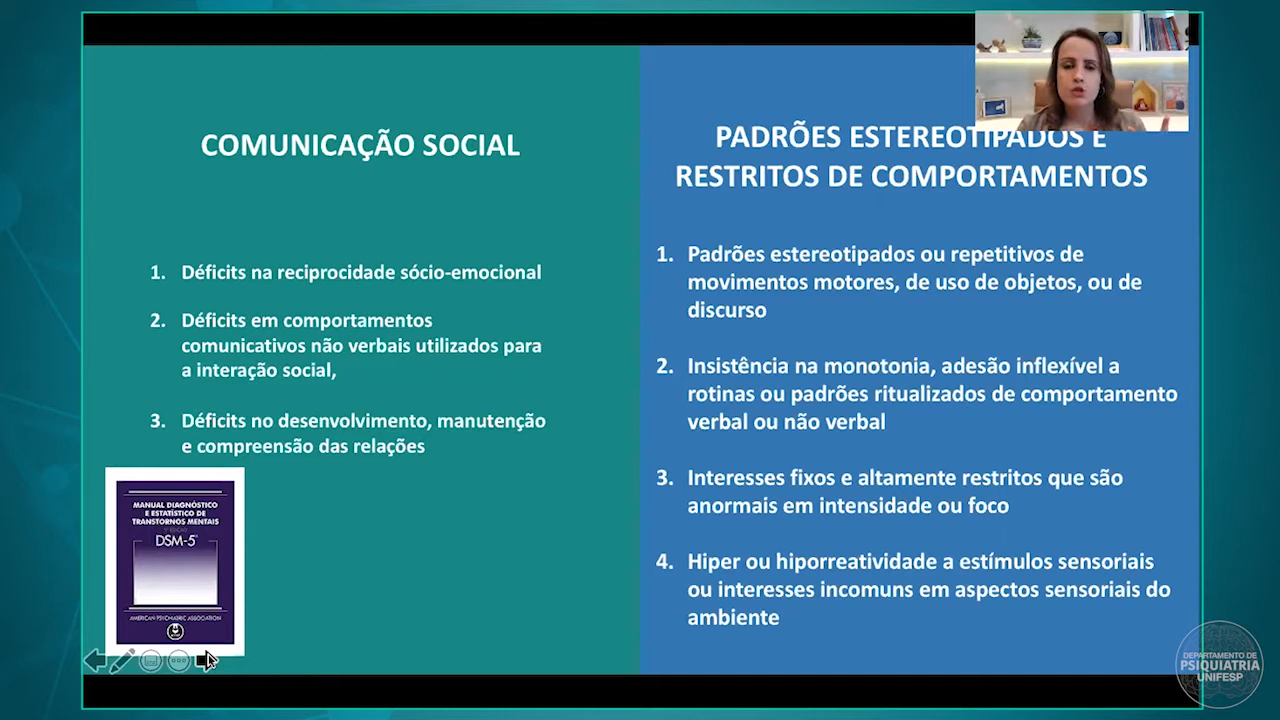 COMUNICAÇÃO SOCIAL
1. Déficits na reciprocidade sócio-emocional
2. Déficits em comportamentos
comunicativos não verbais utilizados para
a interação social,
3. Déficits no desenvolvimento, manutenção
e compreensão das relações
MANUAL DIAGNÓSTICO
E ESTATÍSTICO DE
TRANSTORNOS MENTAIS
5ª EDIÇÃO
DSM-5
AMERICAN PSYCHIATRIC ASSOCIATION
PADRÕES ESTEREOTIPADOS E
RESTRITOS DE COMPORTAMENTOS
1. Padrões estereotipados ou repetitivos de
movimentos motores, de uso de objetos, ou de
discurso
2. Insistência na monotonia, adesão inflexível a
rotinas ou padrões ritualizados de comportamento
verbal ou não verbal
3. Interesses fixos e altamente restritos que são
anormais em intensidade ou foco
4. Hiper ou hiporreatividade a estímulos sensoriais
ou interesses incomuns em aspectos sensoriais do
ambiente
DEPARTAMENTO DE
PSIQUIATRIA
UNIFESP